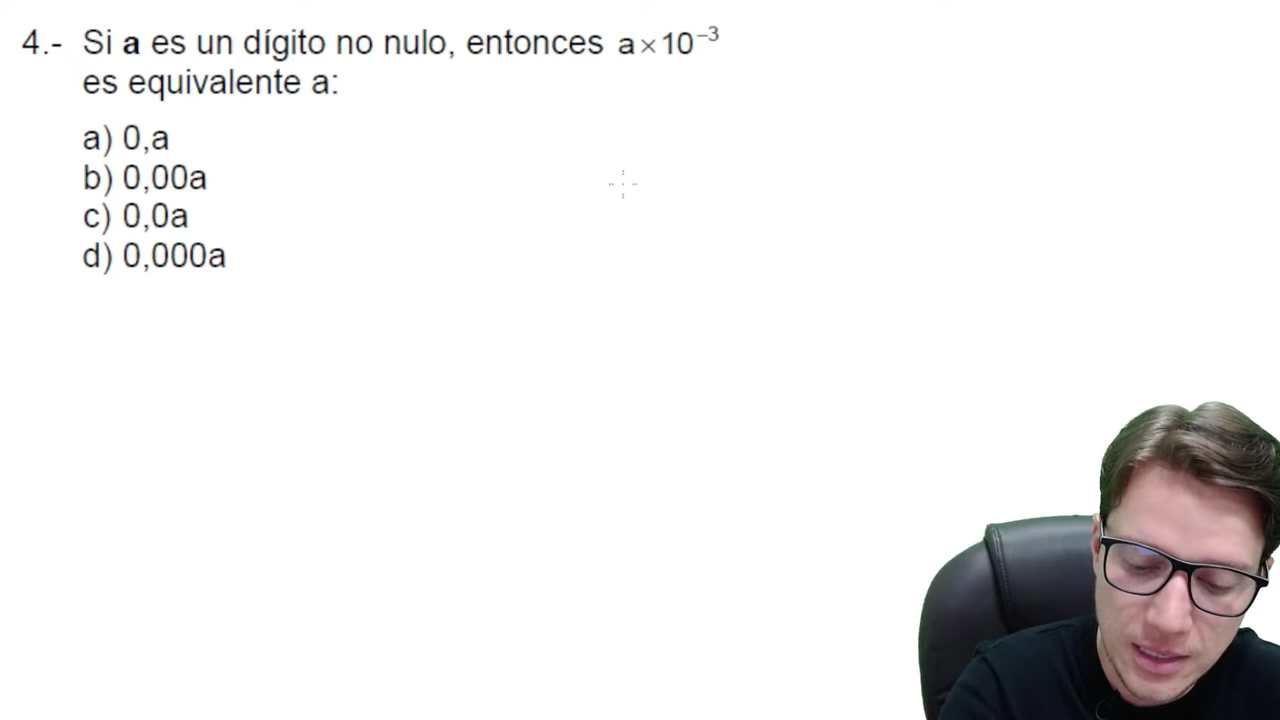 4.- Si a es un dígito no nulo, entonces a×10⁻³
es equivalente a:
a) 0,a
b) 0,00a
c) 0,0a
d) 0,000a